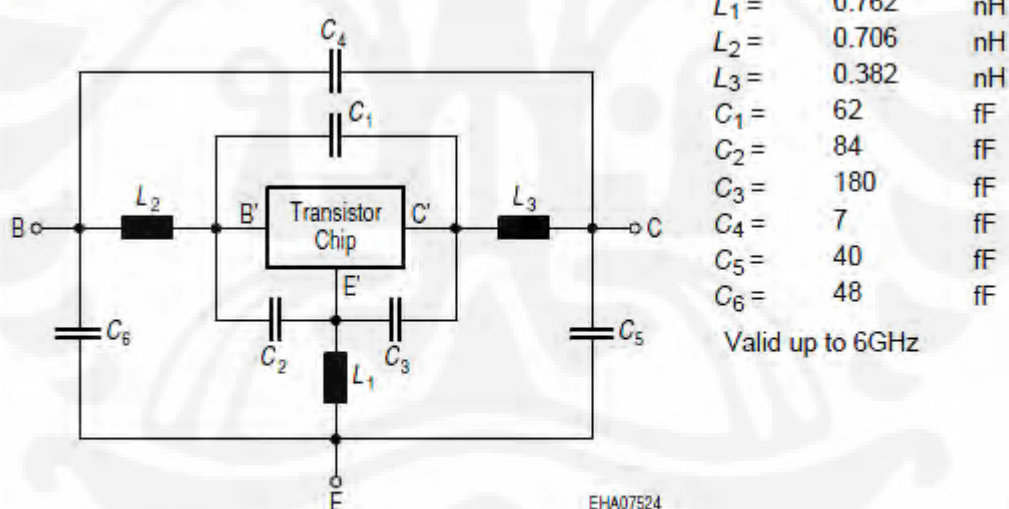 C4
C1
L2
B'
Transistor
Chip
C'
L3
B
C
E'
C6
C2
L1
C3
C5
E
EHA07524
L1 = 0.762 nH
L2 = 0.706 nH
L3 = 0.382 nH
C1 = 62 fF
C2 = 84 fF
C3 = 180 fF
C4 = 7 fF
C5 = 40 fF
C6 = 48 fF
Valid up to 6GHz